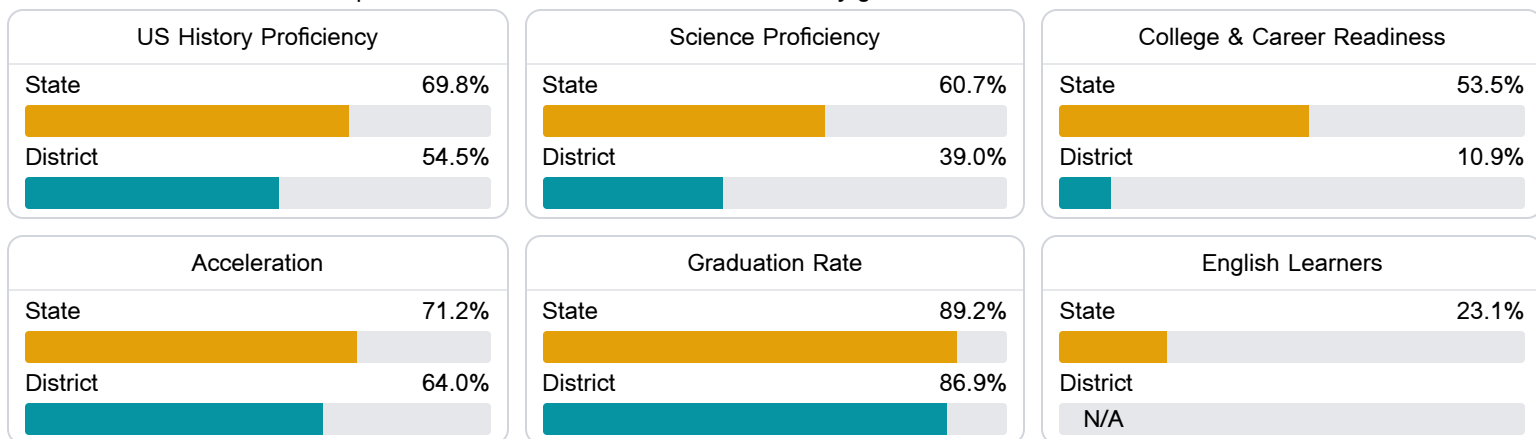 US History Proficiency
State 69.8%
District 54.5%
Science Proficiency
State 60.7%
District 39.0%
College & Career Readiness
State 53.5%
District 10.9%
Acceleration
State 71.2%
District 64.0%
Graduation Rate
State 89.2%
District 86.9%
English Learners
State 23.1%
District
N/A